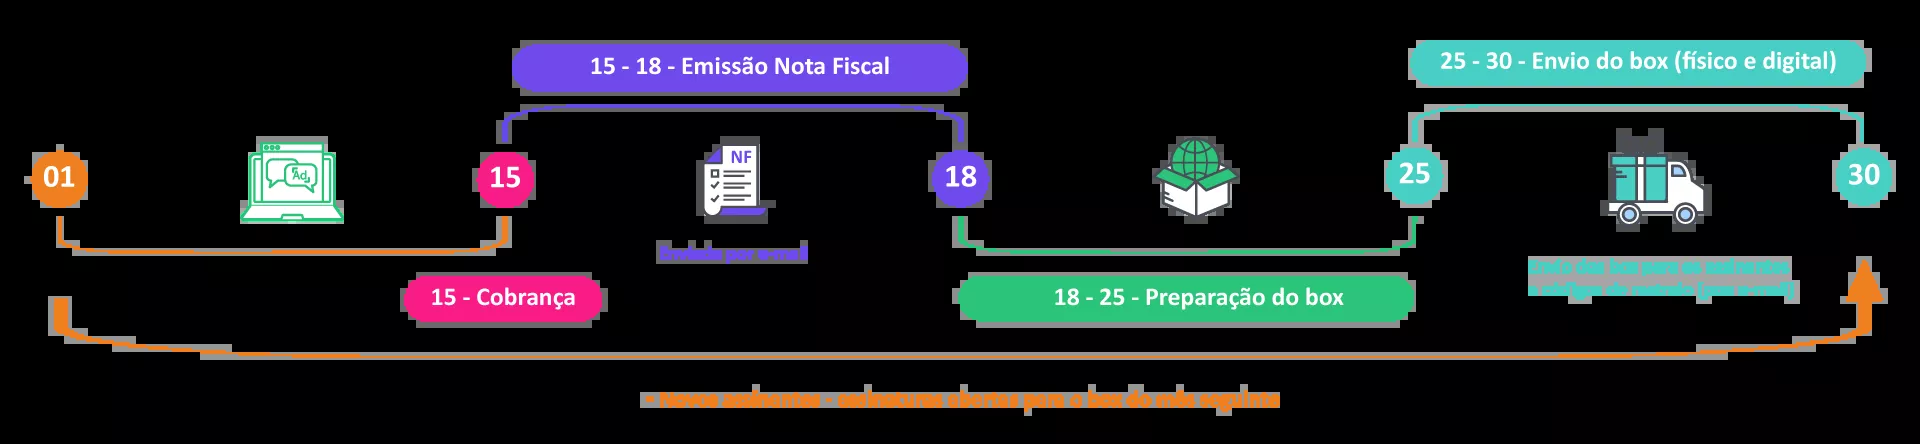 15 - 18 - Emissão Nota Fiscal
25 - 30 - Envio do box (físico e digital)
01
Ad
15
NF
18
25
30
Enviada por e-mail
Envio dos box para os assinantes
15 - Cobrança
18 - 25 - Preparação do box
e códigos de (por e-mail)
- Novos assinantes - assinaturas abertas para o box do mês seguinte